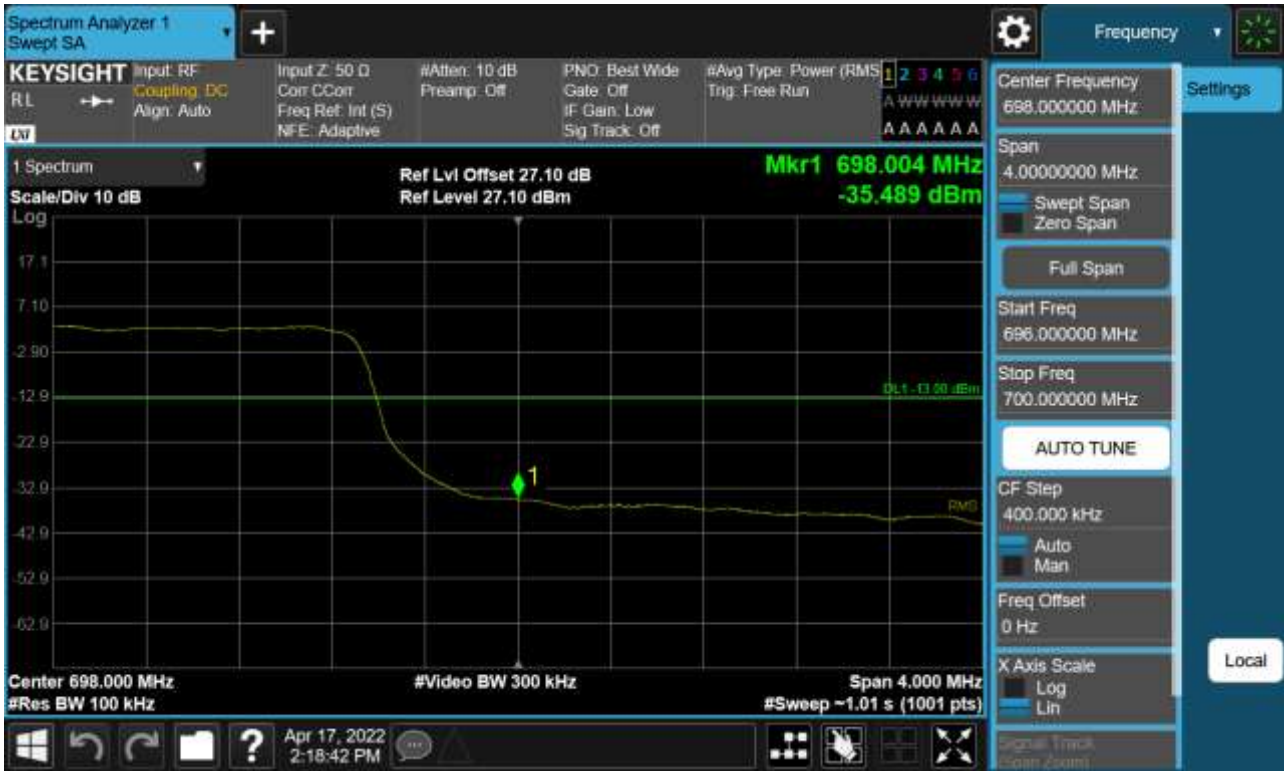 Spectrum Analyzer 1
Swept SA
+
Frequency
KEYSIGHT
RL
LXI
Input: RF
Coupling: DC
Align: Auto
Input Z: 50 Ω
Corr CCorr
Freq Ref: Int (S)
NFE: Adaptive
#Atten: 10 dB
Preamp: Off
PNO: Best Wide
Gate: Off
IF Gain: Low
Sig Track: Off
#Avg Type: Power (RMS
Trig: Free Run
1 2 3 4 5 6
A W W W W W
A A A A A A
1 Spectrum
Scale/Div 10 dB
Log
Ref Lvl Offset 27.10 dB
Ref Level 27.10 dBm
Mkr1 698.004 MHz
-35.489 dBm
17.1
7.10
-2.90
-12.9
-22.9
-32.9
-42.9
-52.9
-62.9
DL1 -13.00 dBm
1
RMS
Center 698.000 MHz
#Res BW 100 kHz
#Video BW 300 kHz
Span 4.000 MHz
#Sweep ~1.01 s (1001 pts)
Center Frequency
698.000000 MHz
Settings
Span
4.00000000 MHz
Swept Span
Zero Span
Full Span
Start Freq
696.000000 MHz
Stop Freq
700.000000 MHz
AUTO TUNE
CF Step
400.000 kHz
Auto
Man
Freq Offset
0 Hz
X Axis Scale
Log
Lin
Local
Signal Track
(Span Zoom)
?
Apr 17, 2022
2:18:42 PM